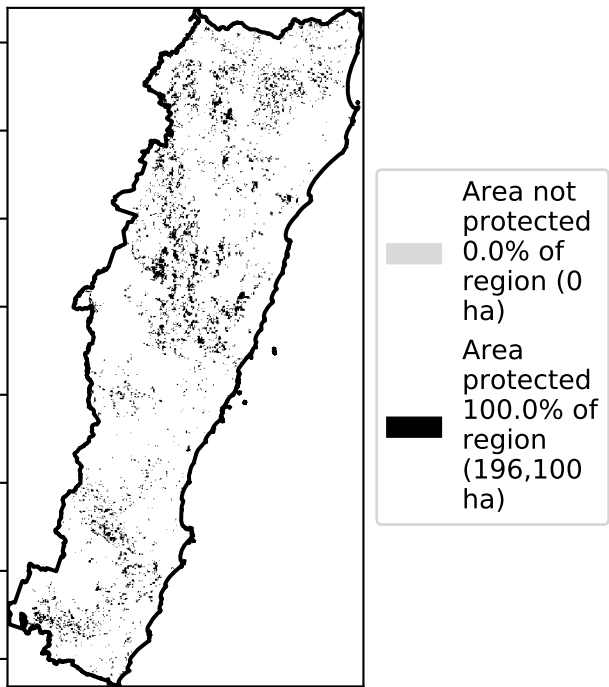 Area not
protected
0.0% of
region (0
ha)
Area
protected
100.0% of
region
(196,100
ha)